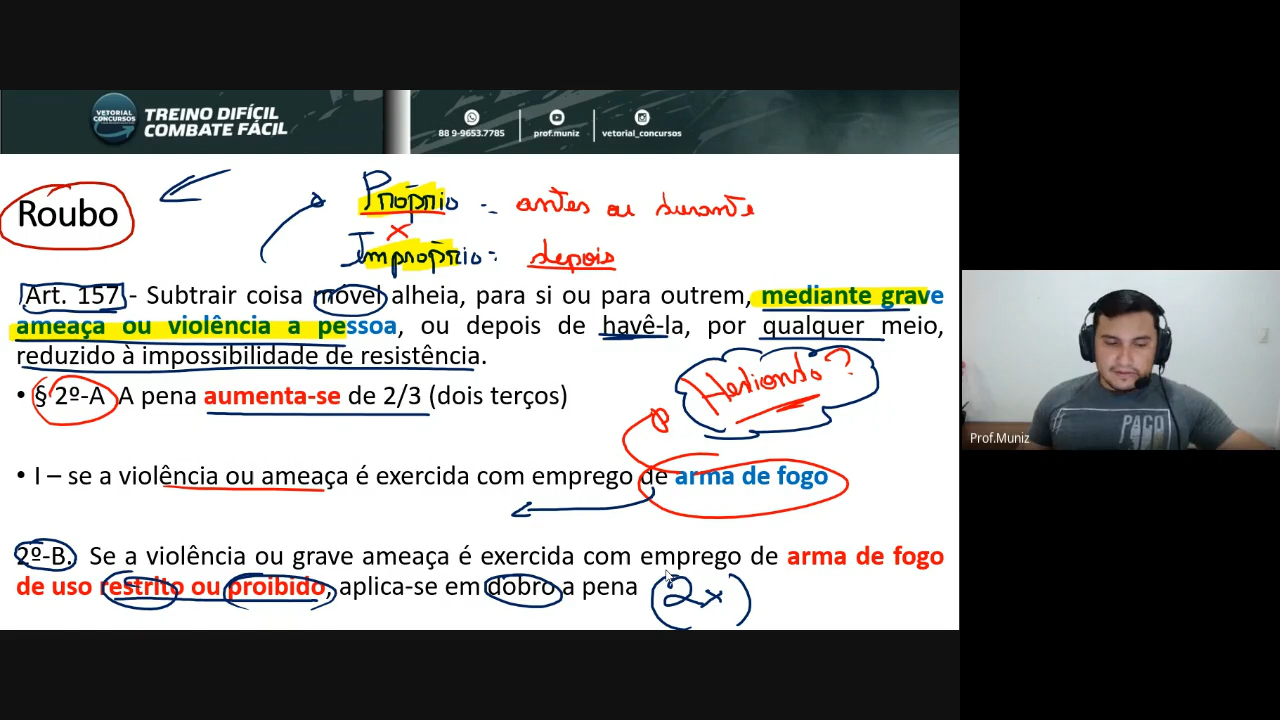 VETORIAL
CONCURSOS
TREINO DIFÍCIL
COMBATE FÁCIL
88 9-9653.7785
prof.muniz
vetorial_concursos
Roubo
Próprio : antes ou durante
x
Impróprio: depois
Art. 157 - Subtrair coisa móvel alheia, para si ou para outrem, mediante grave
ameaça ou violência a pessoa, ou depois de havê-la, por qualquer meio,
reduzido à impossibilidade de resistência.
Hediondo?
• § 2º-A A pena aumenta-se de 2/3 (dois terços)
• I – se a violência ou ameaça é exercida com emprego de arma de fogo
2º-B. Se a violência ou grave ameaça é exercida com emprego de arma de fogo
de uso restrito ou proibido, aplica-se em dobro a pena (2x)
Prof.Muniz